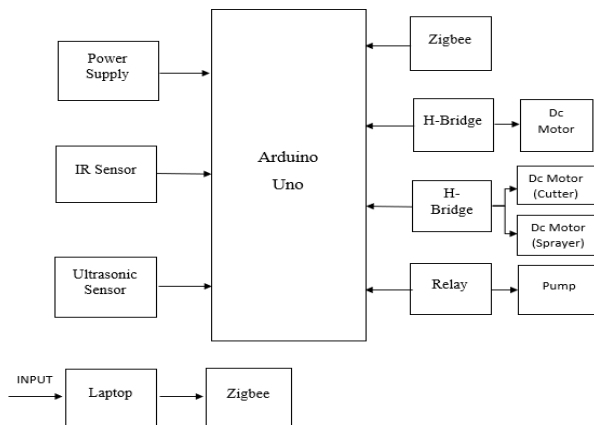 Power
Supply
IR Sensor
Ultrasonic
Sensor
Arduino
Uno
Zigbee
H-Bridge
Dc
Motor
H-
Bridge
Dc Motor
(Cutter)
Dc Motor
(Sprayer)
Relay
Pump
INPUT
Laptop
Zigbee